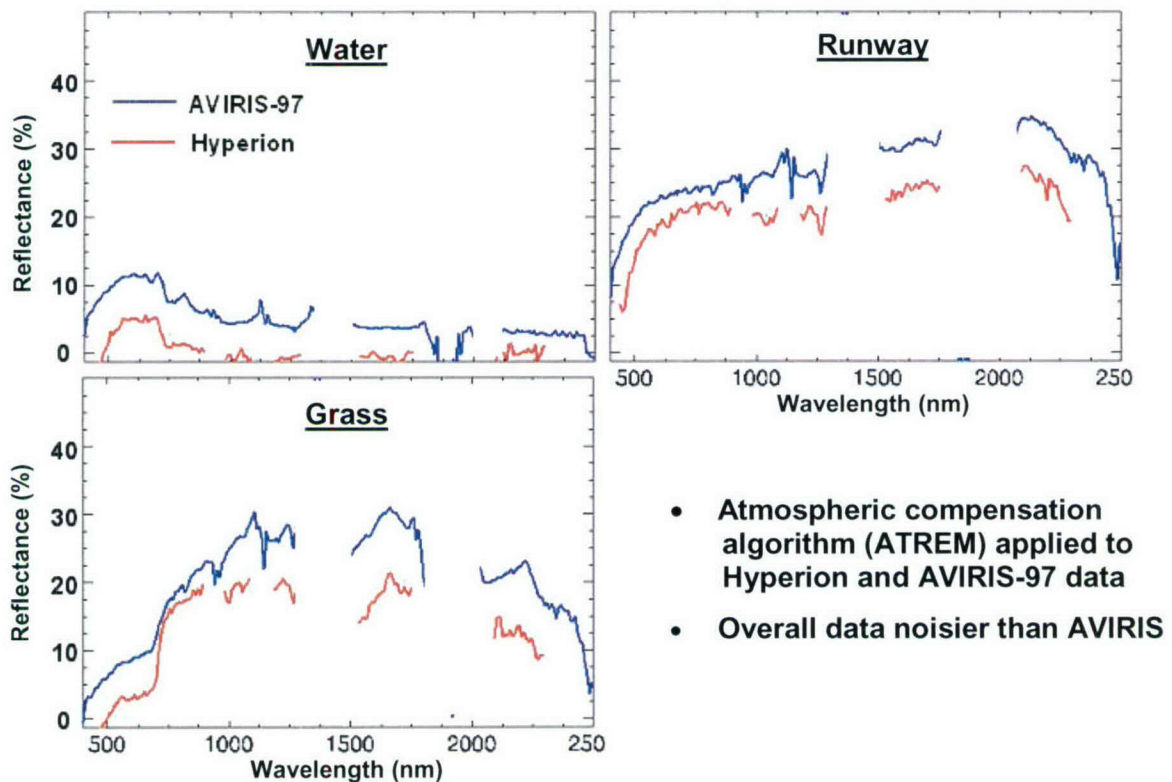 Water
AVIRIS-97
Hyperion
Reflectance (%)
40
30
20
10
0
Runway
500 1000 1500 2000 250
Wavelength (nm)
Grass
Reflectance (%)
40
30
20
10
0
500 1000 1500 2000 250
Wavelength (nm)
• Atmospheric compensation
algorithm (ATREM) applied to
Hyperion and AVIRIS-97 data
• Overall data noisier than AVIRIS